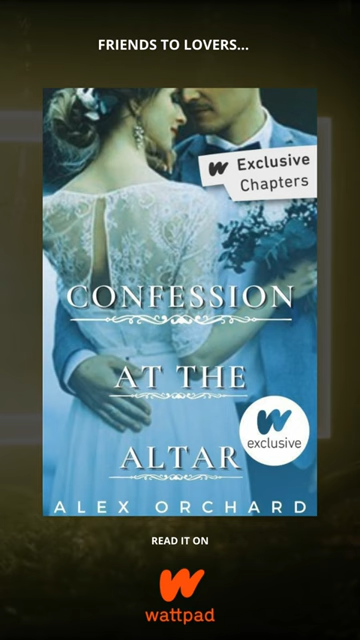 FRIENDS TO LOVERS...
Exclusive
Chapters
CONFESSION
AT THE
ALTAR
exclusive
ALEX ORCHARD
READ IT ON
wattpad